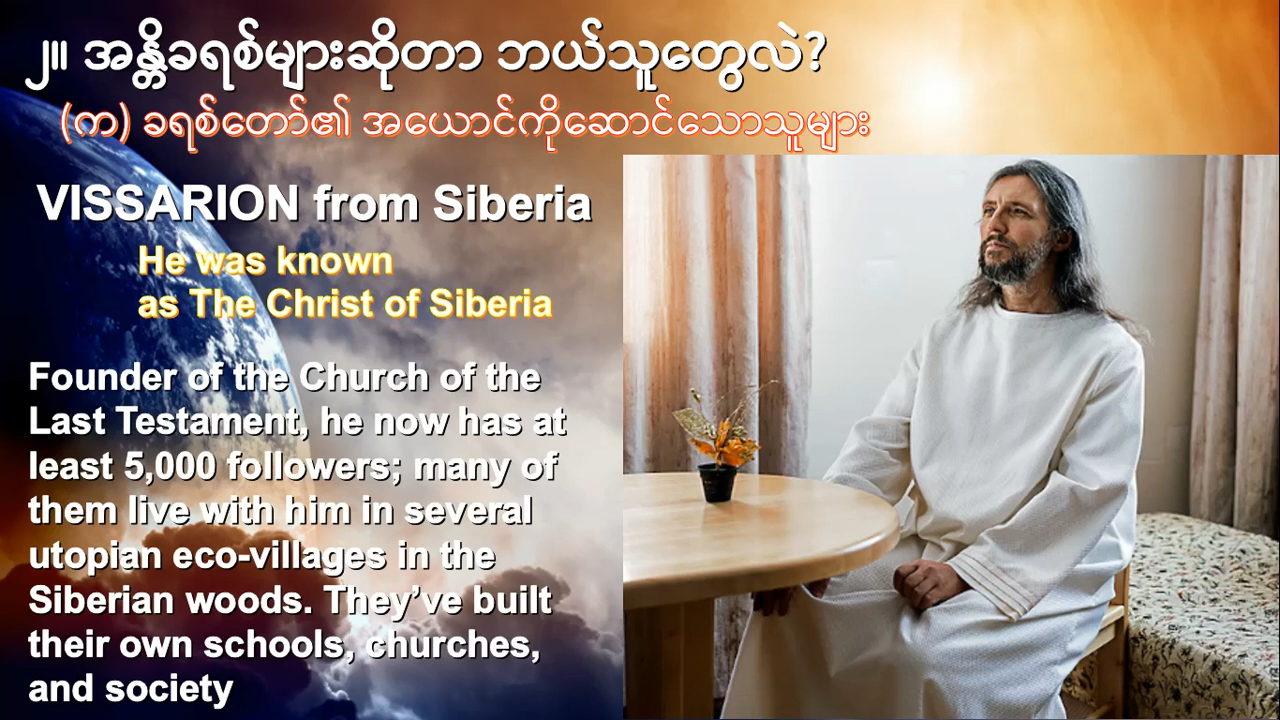 ၂။ အန္တိခရစ်များဆိုတာ ဘယ်သူတွေလဲ?
(က) ခရစ်တော်၏ အယောင်ကိုဆောင်သောသူများ
VISSARION from Siberia
He was known
as The Christ of Siberia
Founder of the Church of the
Last Testament, he now has at
least 5,000 followers; many of
them live with him in several
utopian eco-villages in the
Siberian woods. They’ve built
their own schools, churches,
and society